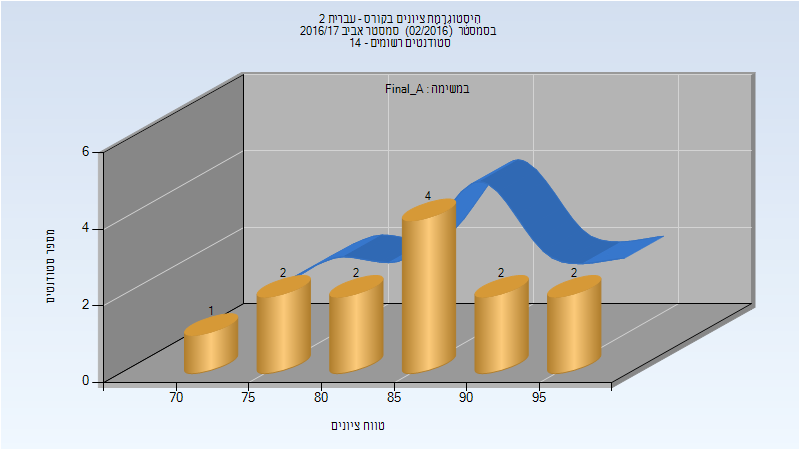 היסטוגרמת ציונים בקורס - עברית 2
בסמסטר (02/2016) סמסטר אביב 2016/17
סטודנטים רשומים - 14
במשימה : Final_A
מספר סטודנטים
6
4
2
0
1
2
2
4
2
2
70
75
80
85
90
95
טווח ציונים